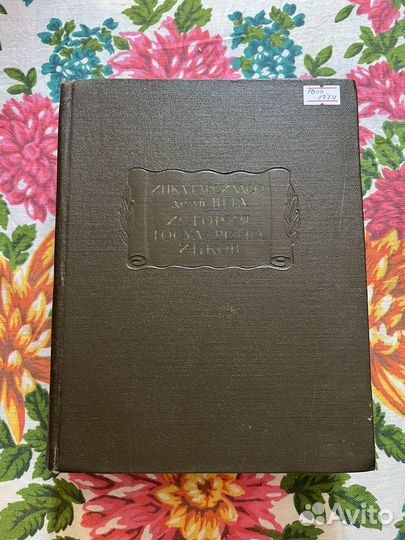 1000
1974
ИНКА ГАРСИЛАСО
де ла ВЕГА
ИСТОРИЯ
ГОСУДАРСТВА
ИНКОВ
Avito